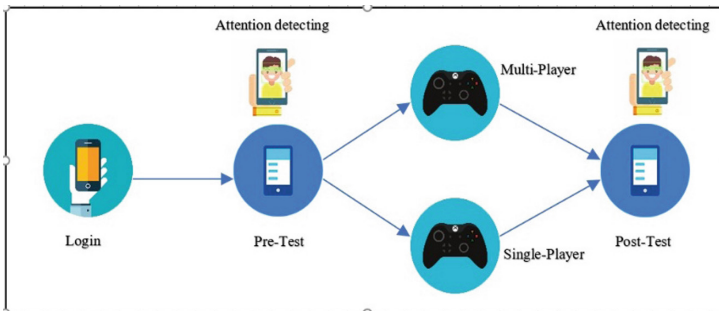 Attention detecting
Attention detecting
Multi-Player
Login
Pre-Test
Single-Player
Post-Test